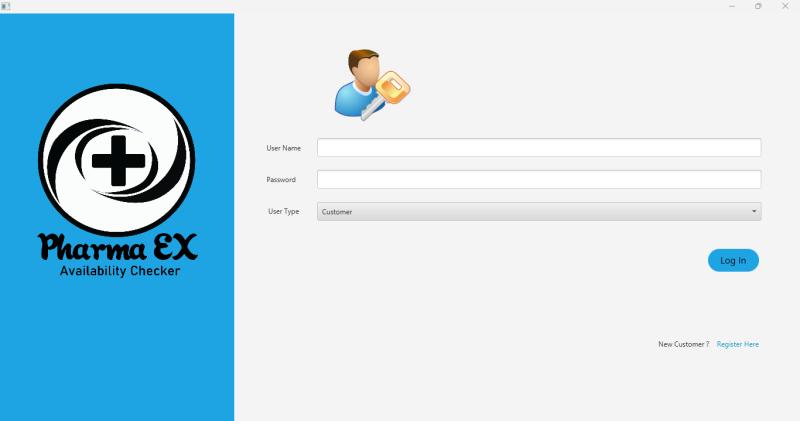 Pharma EX
Availability Checker
User Name
Password
User Type
Customer
Log In
New Customer ? Register Here